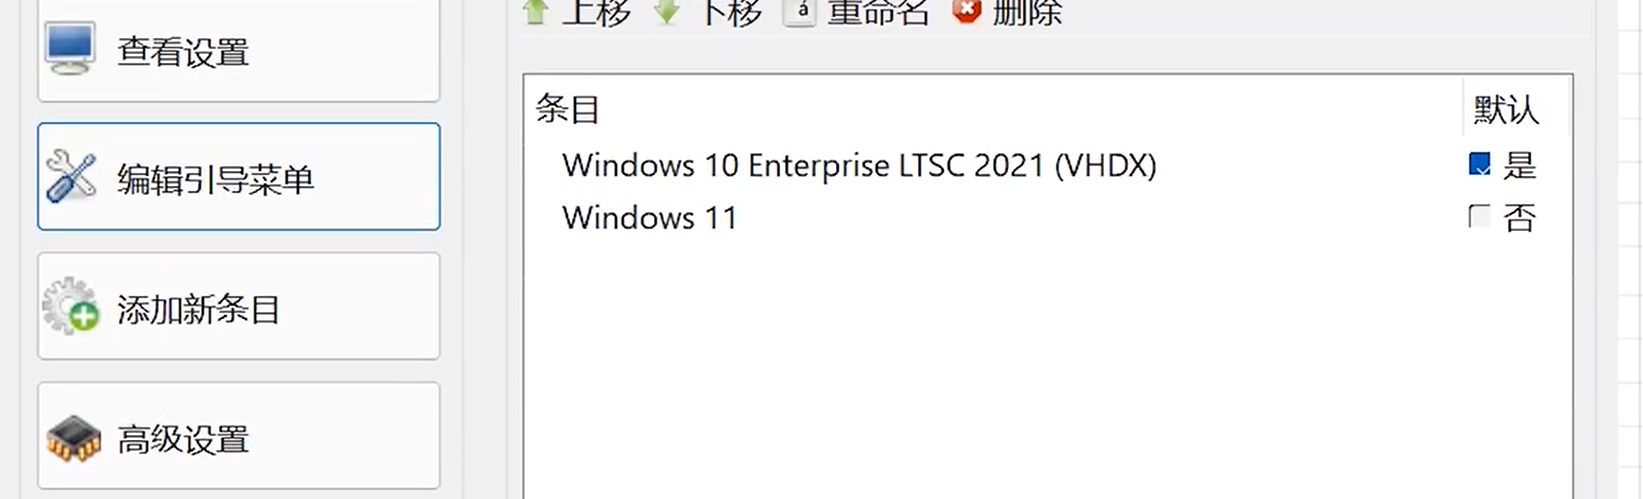 上移 下移 á 重命名 删除
查看设置
编辑引导菜单
添加新条目
高级设置
条目 默认
Windows 10 Enterprise LTSC 2021 (VHDX) 是
Windows 11 否